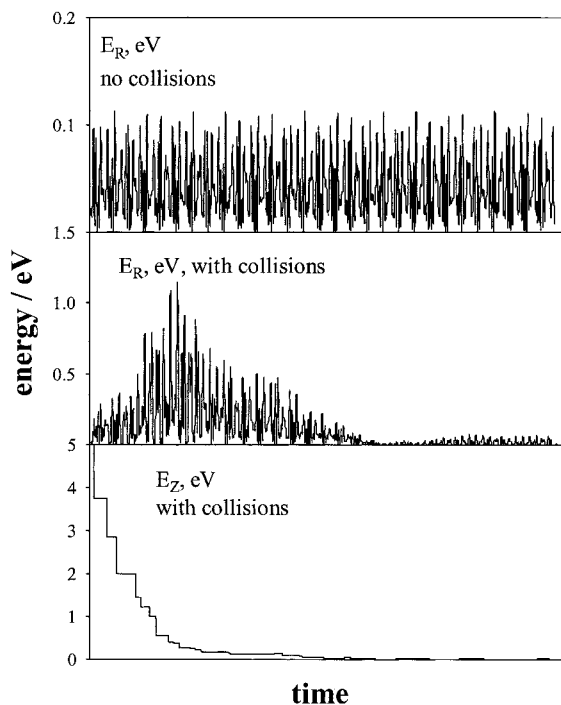 0.2
E_R, eV
no collisions
0.1
1.5
E_R, eV, with collisions
1.0
0.5
5
E_Z, eV
with collisions
4
3
2
1
0
energy / eV
time